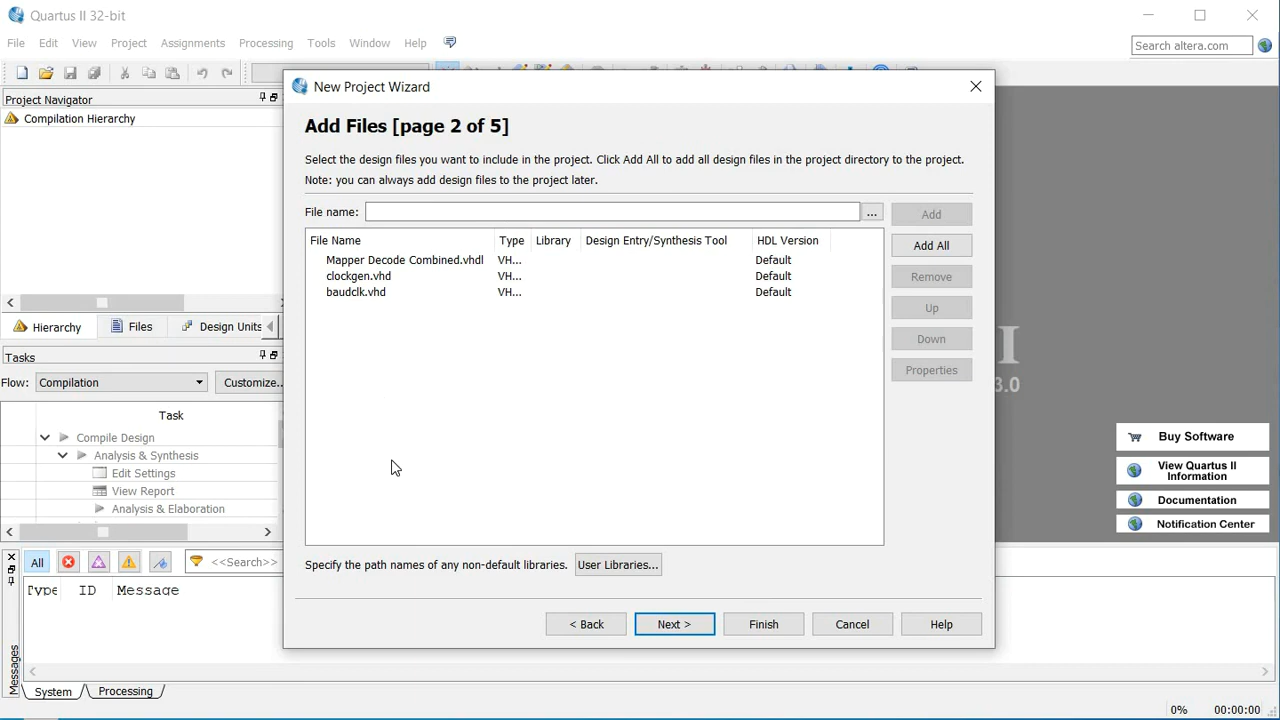 Quartus II 32-bit
File Edit View Project Assignments Processing Tools Window Help
Search altera.com
Project Navigator
Compilation Hierarchy
Hierarchy Files Design Units
Tasks
Flow: Compilation Customize...
Task
Compile Design
Analysis & Synthesis
Edit Settings
View Report
Analysis & Elaboration
New Project Wizard
Add Files [page 2 of 5]
Select the design files you want to include in the project. Click Add All to add all design files in the project directory to the project.
Note: you can always add design files to the project later.
File name: ... Add
File Name Type Library Design Entry/Synthesis Tool HDL Version Add All
Mapper Decode Combined.vhdl VH... Default
clockgen.vhd VH... Default
baudclk.vhd VH... Default
Remove
Up
Down
Properties
Specify the path names of any non-default libraries. User Libraries...
< Back Next > Finish Cancel Help
I
3.0
Buy Software
View Quartus II
Information
Documentation
Notification Center
All <<Search>>
ID Message
Messages
System Processing
0% 00:00:00